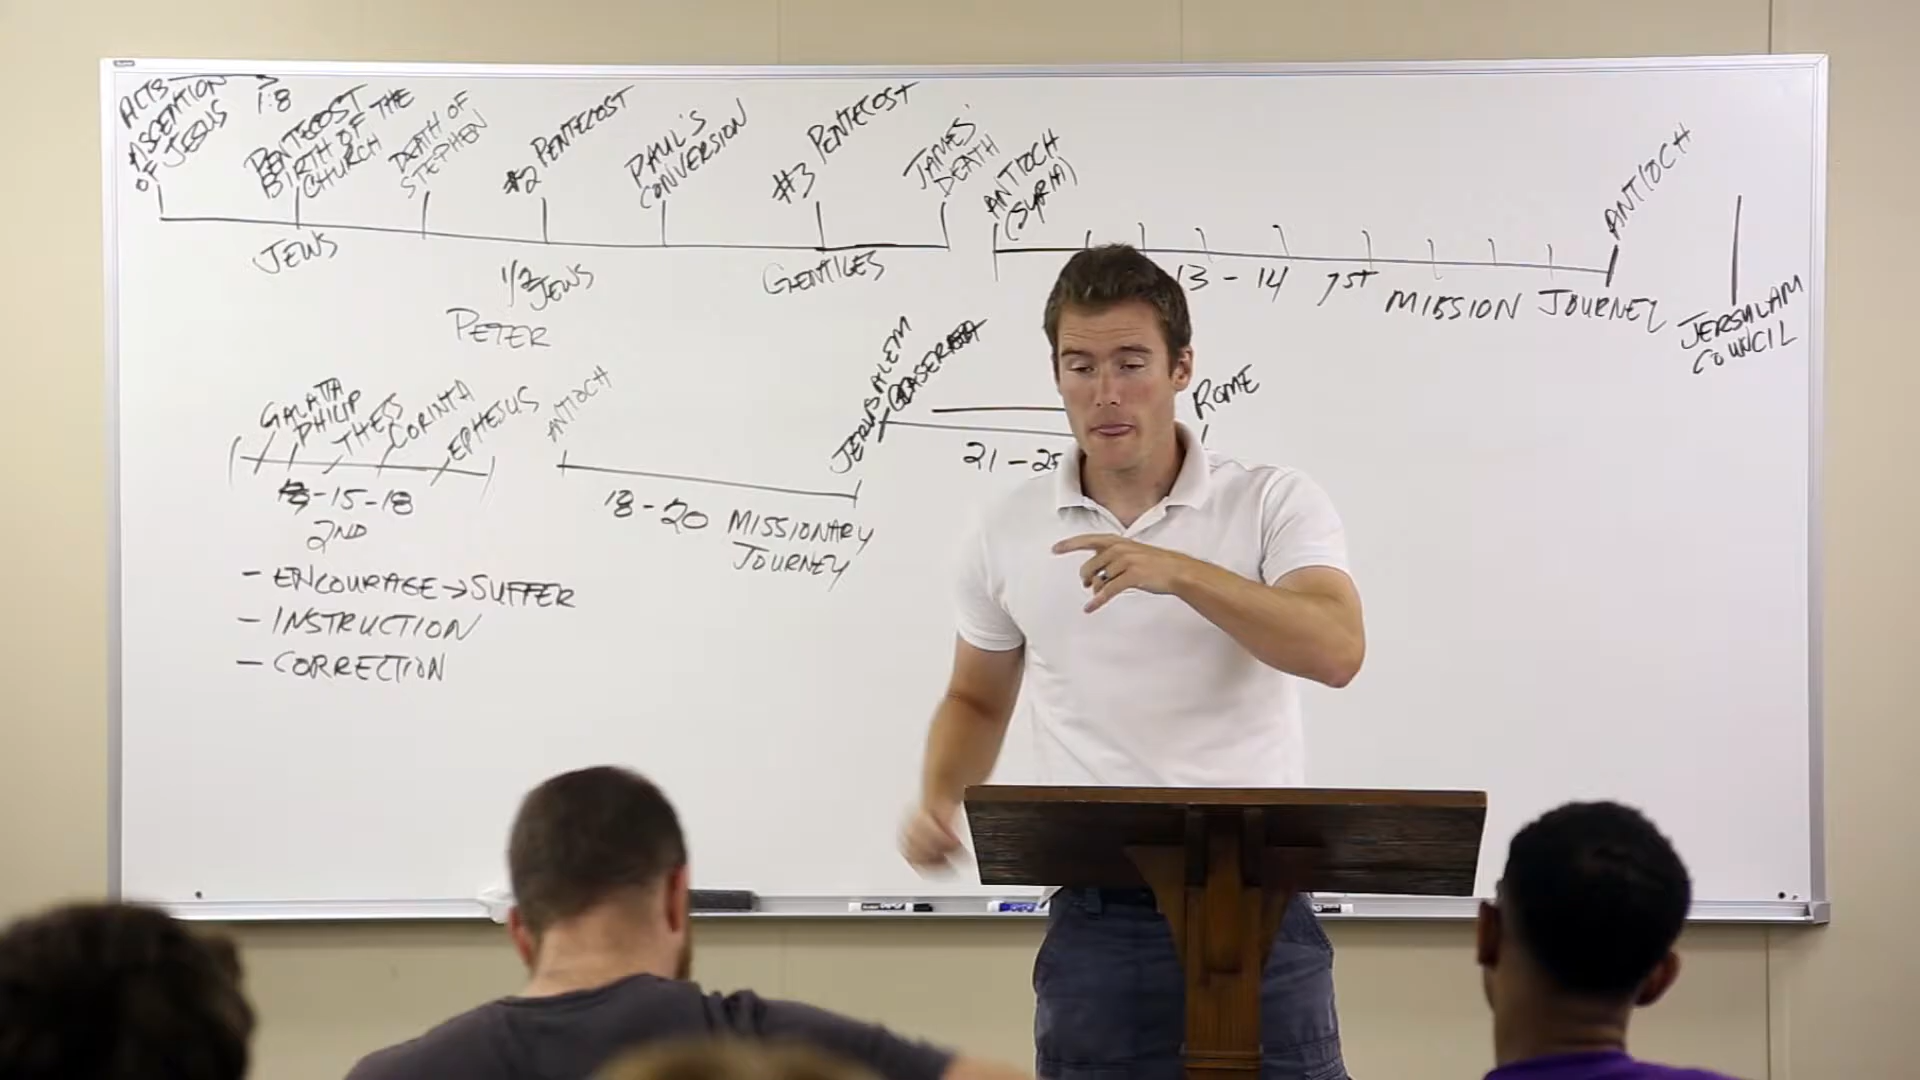 ACTS
ASCENTION
OF JESUS
1:8
PENTECOST
BIRTH OF THE
CHURCH
DEATH OF
STEPHEN
#2 PENTECOST
PAUL'S
CONVERSION
#3 PENTECOST
JAMES'
DEATH
ANTIOCH
(SYRIA)
ANTIOCH
JEWS
1/2 JEWS
GENTILES
13 - 14 1ST MISSION JOURNEY
JERSULAM
COUNCIL
PETER
GALATIA
PHILIP
THESS
CORINTH
EPHESUS
ANTIOCH
JERUSALEM
ROME
-15-18
2ND
18-20 MISSIONARY
JOURNEY
21-25
- ENCOURAGE → SUFFER
- INSTRUCTION
- CORRECTION